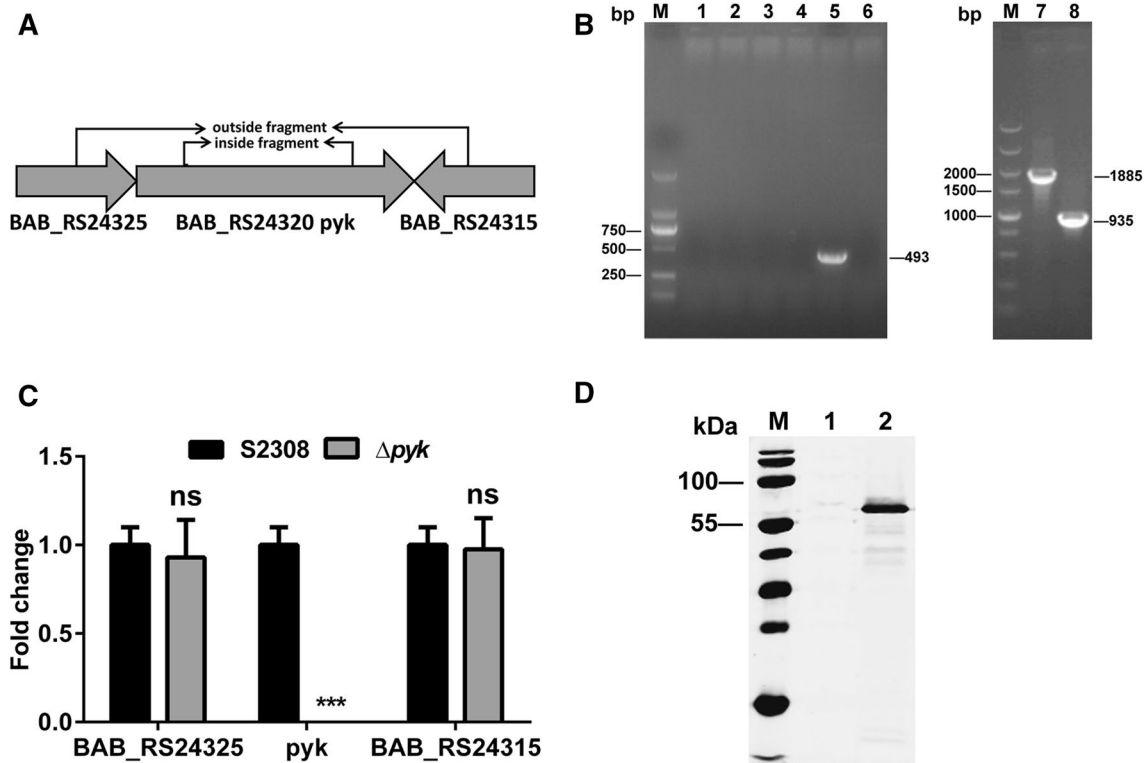 A
outside fragment
inside fragment
BAB_RS24325 BAB_RS24320 pyk BAB_RS24315
B
bp M 1 2 3 4 5 6
750
500
250
493
bp M 7 8
2000
1500
1000
1885
935
C
S2308 Δpyk
Fold change
1.5
1.0
0.5
0.0
ns
***
ns
BAB_RS24325 pyk BAB_RS24315
D
kDa M 1 2
100
55